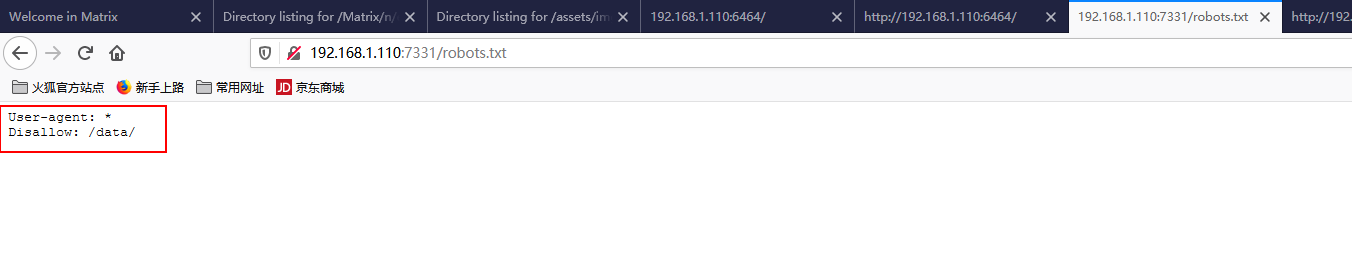 Welcome in Matrix
Directory listing for /Matrix/n/
Directory listing for /assets/im
192.168.1.110:6464/
http://192.168.1.110:6464/
192.168.1.110:7331/robots.txt
http://192.
192.168.1.110:7331/robots.txt
火狐官方站点
新手上路
常用网址
JD 京东商城
User-agent: *
Disallow: /data/